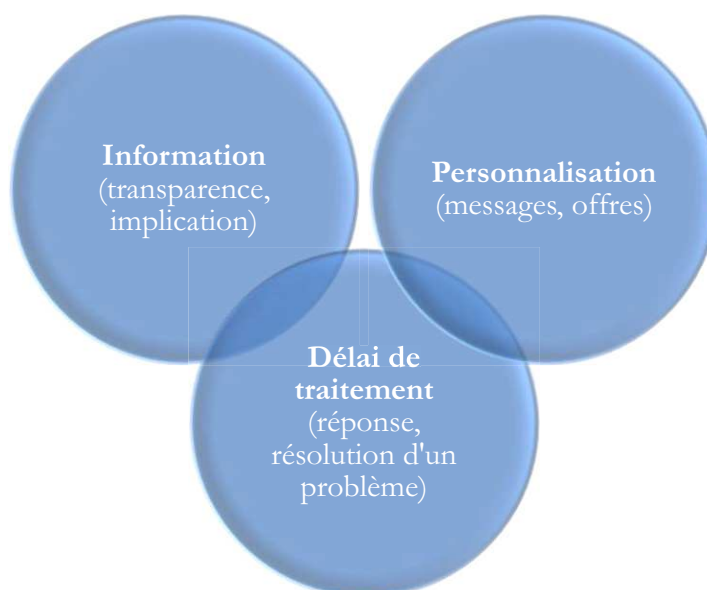 Information
(transparence,
implication)
Personnalisation
(messages, offres)
Délai de
traitement
(réponse,
résolution d'un
problème)